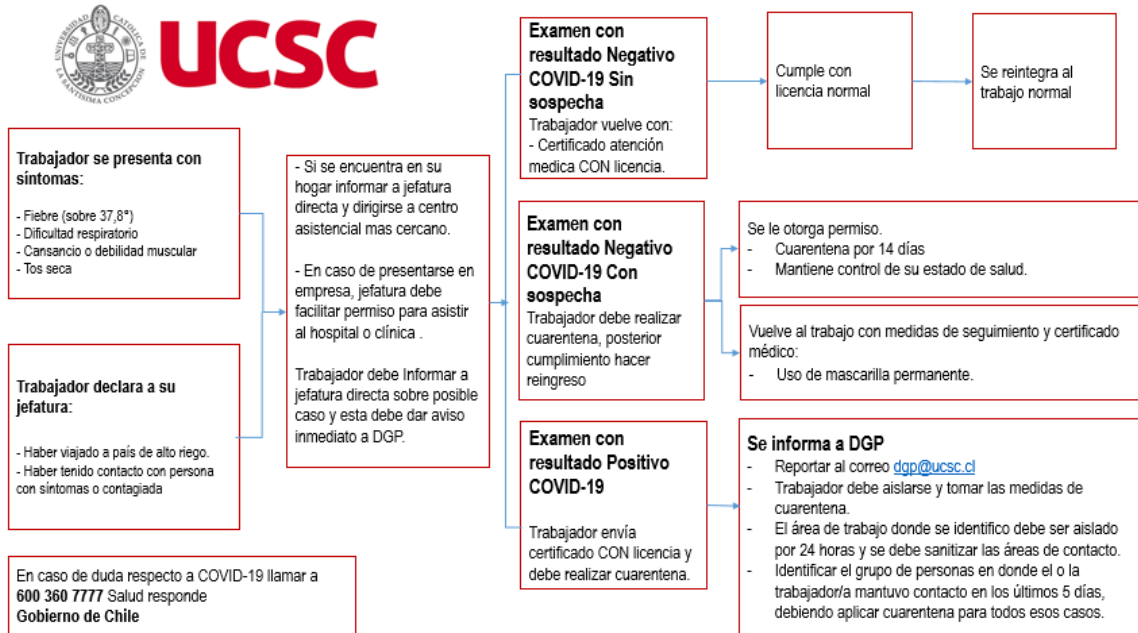 UNIVERSIDAD CATOLICA DE LA SANTISIMA CONCEPCION
UCSC
Trabajador se presenta con
síntomas:
- Fiebre (sobre 37,8°)
- Dificultad respiratorio
- Cansancio o debilidad muscular
- Tos seca
Trabajador declara a su
jefatura:
- Haber viajado a país de alto riego.
- Haber tenido contacto con persona
con síntomas o contagiada
En caso de duda respecto a COVID-19 llamar a
600 360 7777 Salud responde
Gobierno de Chile
- Si se encuentra en su
hogar informar a jefatura
directa y dirigirse a centro
asistencial mas cercano.
- En caso de presentarse en
empresa, jefatura debe
facilitar permiso para asistir
al hospital o clínica .
Trabajador debe Informar a
jefatura directa sobre posible
caso y esta debe dar aviso
inmediato a DGP.
Examen con
resultado Negativo
COVID-19 Sin
sospecha
Trabajador vuelve con:
- Certificado atención
medica CON licencia.
Cumple con
licencia normal
Se reintegra al
trabajo normal
Examen con
resultado Negativo
COVID-19 Con
sospecha
Trabajador debe realizar
cuarentena, posterior
cumplimiento hacer
reingreso
Se le otorga permiso.
- Cuarentena por 14 días
- Mantiene control de su estado de salud.
Vuelve al trabajo con medidas de seguimiento y certificado
médico:
- Uso de mascarilla permanente.
Examen con
resultado Positivo
COVID-19
Trabajador envía
certificado CON licencia y
debe realizar cuarentena.
Se informa a DGP
- Reportar al correo dgp@ucsc.cl
- Trabajador debe aislarse y tomar las medidas de
cuarentena.
- El área de trabajo donde se identifico debe ser aislado
por 24 horas y se debe sanitizar las áreas de contacto.
- Identificar el grupo de personas en donde el o la
trabajador/a mantuvo contacto en los últimos 5 días,
debiendo aplicar cuarentena para todos esos casos.